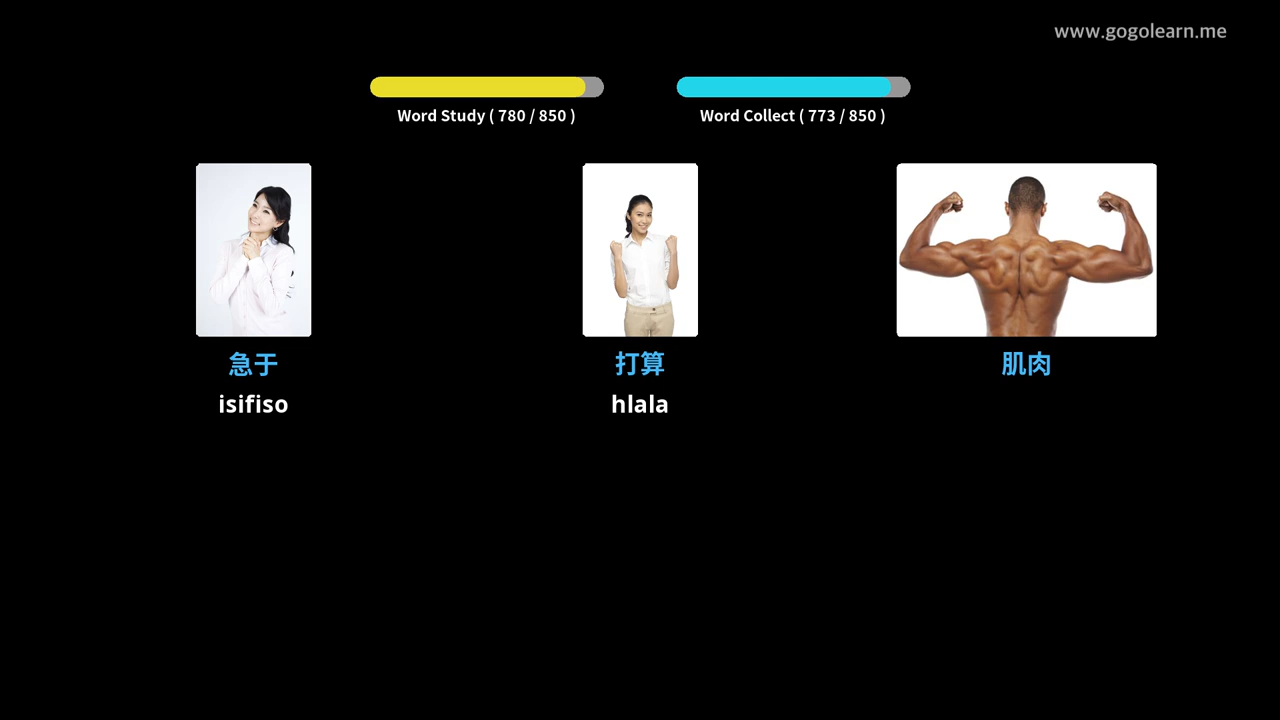 www.gogolearn.me
Word Study ( 780 / 850 )
Word Collect ( 773 / 850 )
急于
打算
肌肉
isifiso
hlala